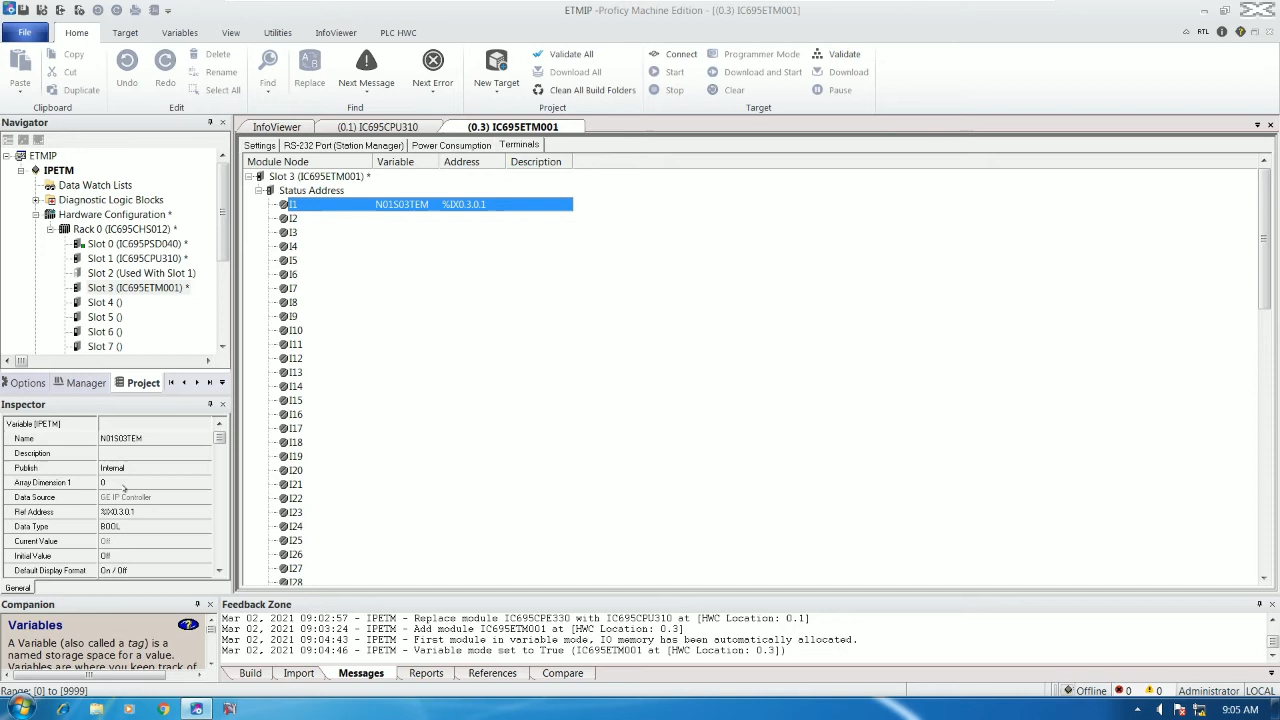 ETMIP -Proficy Machine Edition - [(0.3) IC695ETM001]
File
Home
Target
Variables
View
Utilities
InfoViewer
PLC HWC
RTL
Paste
Copy
Cut
Duplicate
Clipboard
Undo
Redo
Delete
Rename
Select All
Edit
Find
Replace
Next Message
Next Error
Find
New Target
Validate All
Download All
Clean All Build Folders
Project
Connect
Start
Stop
Programmer Mode
Download and Start
Clear
Validate
Download
Pause
Target
Navigator
ETMIP
IPETM
Data Watch Lists
Diagnostic Logic Blocks
Hardware Configuration *
Rack 0 (IC695CHS012) *
Slot 0 (IC695PSD040) *
Slot 1 (IC695CPU310) *
Slot 2 (Used With Slot 1)
Slot 3 (IC695ETM001) *
Slot 4 ()
Slot 5 ()
Slot 6 ()
Slot 7 ()
Options
Manager
Project
InfoViewer
(0.1) IC695CPU310
(0.3) IC695ETM001
Settings
RS-232 Port (Station Manager)
Power Consumption
Terminals
Module Node Variable Address Description
Slot 3 (IC695ETM001) *
Status Address
I1 N01S03TEM %IX0.3.0.1
I2
I3
I4
I5
I6
I7
I8
I9
I10
I11
I12
I13
I14
I15
I16
I17
I18
I19
I20
I21
I22
I23
I24
I25
I26
I27
I28
Inspector
Variable [IPETM]
Name N01S03TEM
Description
Publish Internal
Array Dimension 1 0
Data Source GE IP Controller
Ref Address %IX0.3.0.1
Data Type BOOL
Current Value Off
Initial Value Off
Default Display Format On / Off
General
Companion
Variables
A Variable (also called a tag) is a
named storage space for a value.
Variables are where you keep track of
Feedback Zone
Mar 02, 2021 09:02:57 - IPETM - Replace module IC695CPE330 with IC695CPU310 at [HWC Location: 0.1]
Mar 02, 2021 09:03:24 - IPETM - Add module IC695ETM001 at [HWC Location: 0.3]
Mar 02, 2021 09:04:43 - IPETM - First module in variable mode, IO memory has been automatically allocated.
Mar 02, 2021 09:04:46 - IPETM - Variable mode set to True (IC695ETM001 at [HWC Location: 0.3])
Build
Import
Messages
Reports
References
Compare
Range: [0] to [9999]
Offline
0
0
Administrator
LOCAL
9:05 AM